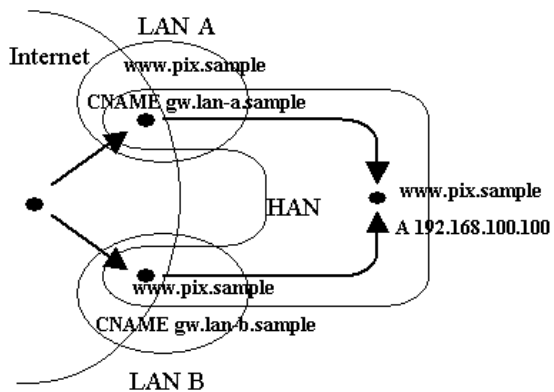 LAN A
Internet
www.pix.sample
CNAME gw.lan-a.sample
www.pix.sample
HAN
A 192.168.100.100
www.pix.sample
CNAME gw.lan-b.sample
LAN B